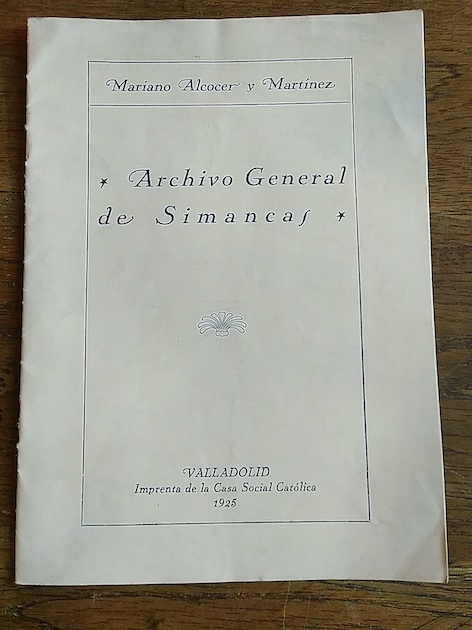 Mariano Alcocer y Martínez
Archivo General
de Simancas
VALLADOLID
Imprenta de la Casa Social Católica
1925